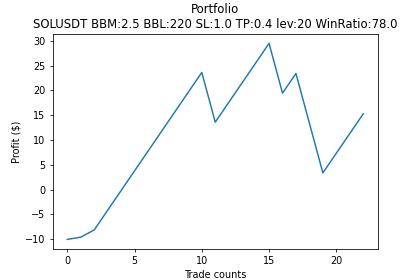 Portfolio
SOLUSDT BBM:2.5 BBL:220 SL:1.0 TP:0.4 lev:20 WinRatio:78.0
30
25
20
15
10
5
0
−5
−10
Profit ($)
0 5 10 15 20
Trade counts